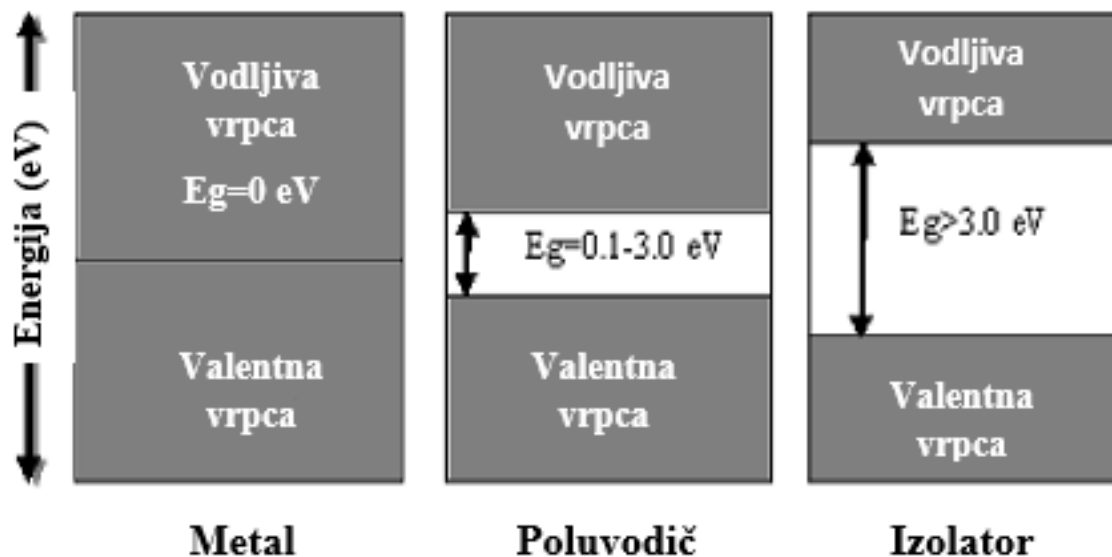 Energija (eV)
Vodljiva
vrpca
Eg=0 eV
Valentna
vrpca
Metal
Vodljiva
vrpca
Eg=0.1-3.0 eV
Valentna
vrpca
Poluvodič
Vodljiva
vrpca
Eg>3.0 eV
Valentna
vrpca
Izolator